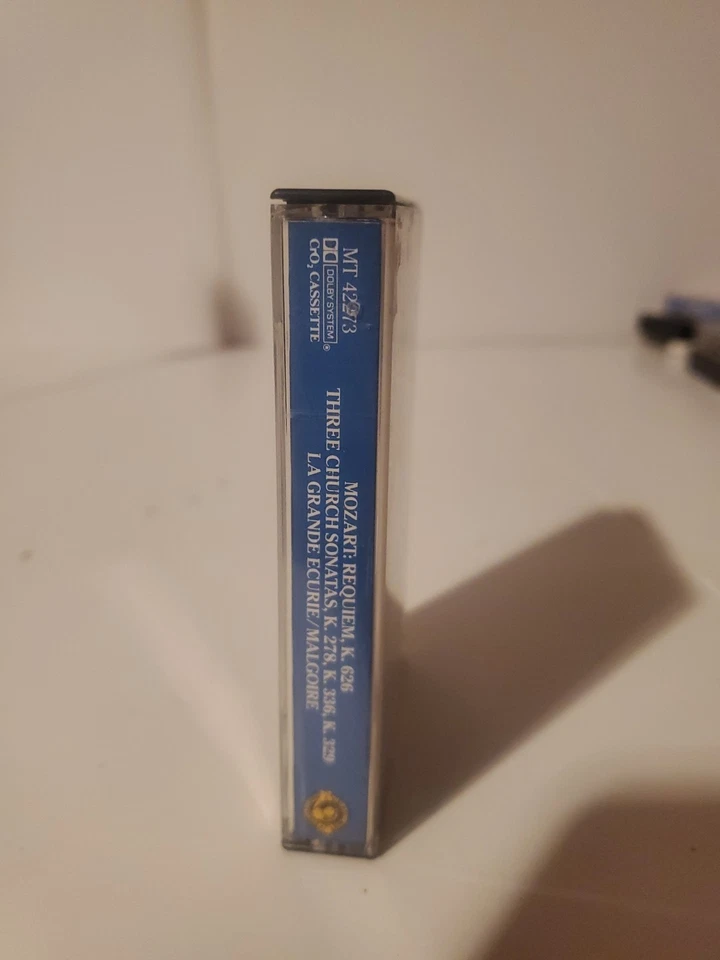 MT 42273
DOLBY SYSTEM®
CrO₂ CASSETTE
MOZART: REQUIEM, K. 626
THREE CHURCH SONATAS, K. 278, K. 336, K. 329
LA GRANDE ECURIE/MALGOIRE